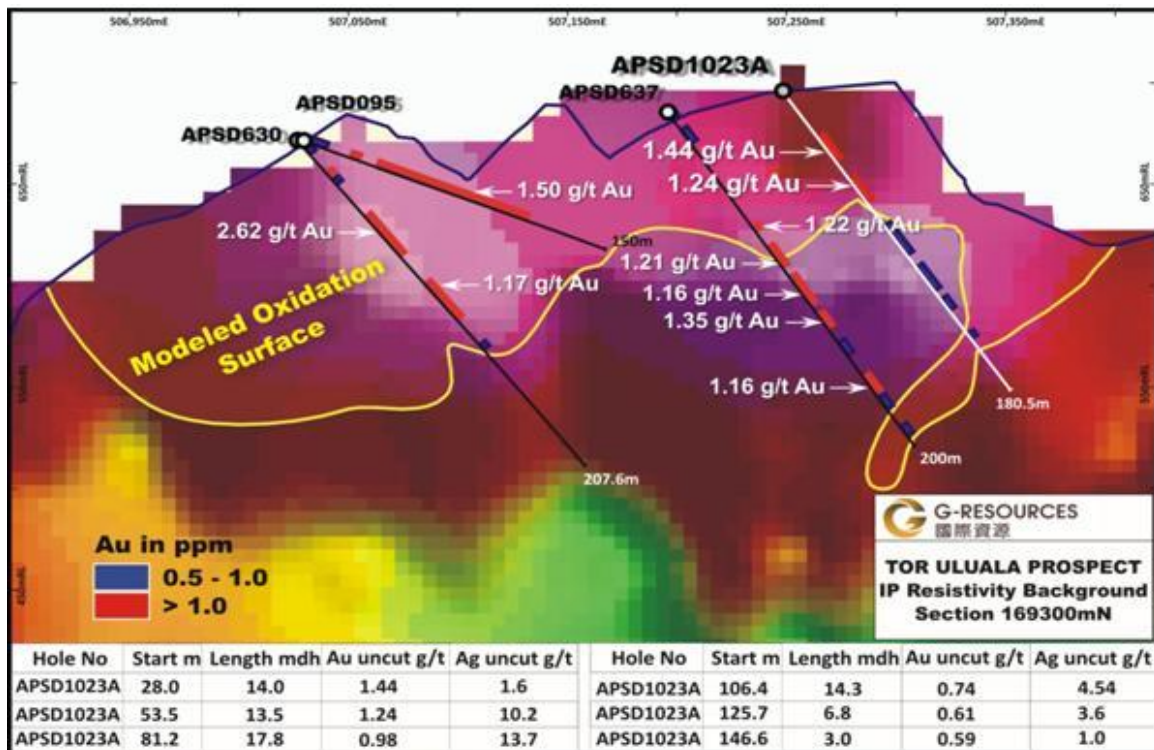 506,950mE 507,050mE 507,150mE 507,250mE 507,350mE
APSD1023A
APSD095
APSD637
APSD630
650mRL
650mRL
1.44 g/t Au
1.24 g/t Au
1.50 g/t Au
2.62 g/t Au
1.22 g/t Au
150m
1.21 g/t Au
1.17 g/t Au
1.16 g/t Au
1.35 g/t Au
Modeled Oxidation
Surface
550mRL
550mRL
1.16 g/t Au
180.5m
200m
207.6m
G-RESOURCES
國際資源
TOR ULUALA PROSPECT
IP Resistivity Background
Section 169300mN
Au in ppm
0.5 - 1.0
> 1.0
450mRL
Hole No Start m Length mdh Au uncut g/t Ag uncut g/t
APSD1023A 28.0 14.0 1.44 1.6
APSD1023A 53.5 13.5 1.24 10.2
APSD1023A 81.2 17.8 0.98 13.7
Hole No Start m Length mdh Au uncut g/t Ag uncut g/t
APSD1023A 106.4 14.3 0.74 4.54
APSD1023A 125.7 6.8 0.61 3.6
APSD1023A 146.6 3.0 0.59 1.0